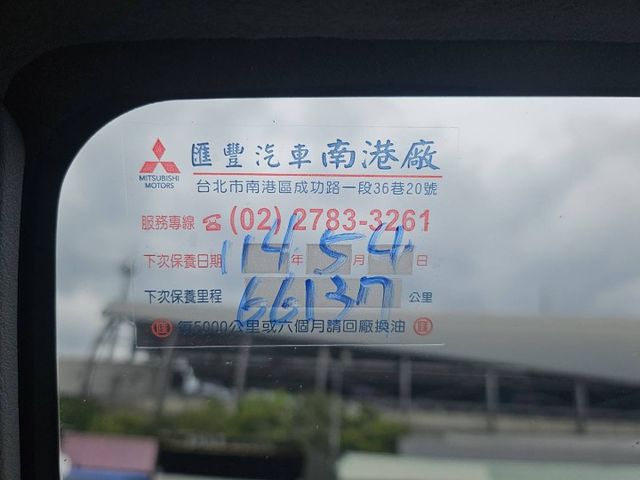 匯豐汽車南港廠
MITSUBISHI
MOTORS
台北市南港區成功路一段36巷20號
服務專線 ☎ (02) 2783-3261
下次保養日期 114 年 5 月 4 日
下次保養里程 66137 公里
匯 每5000公里或六個月請回廠換油 匯